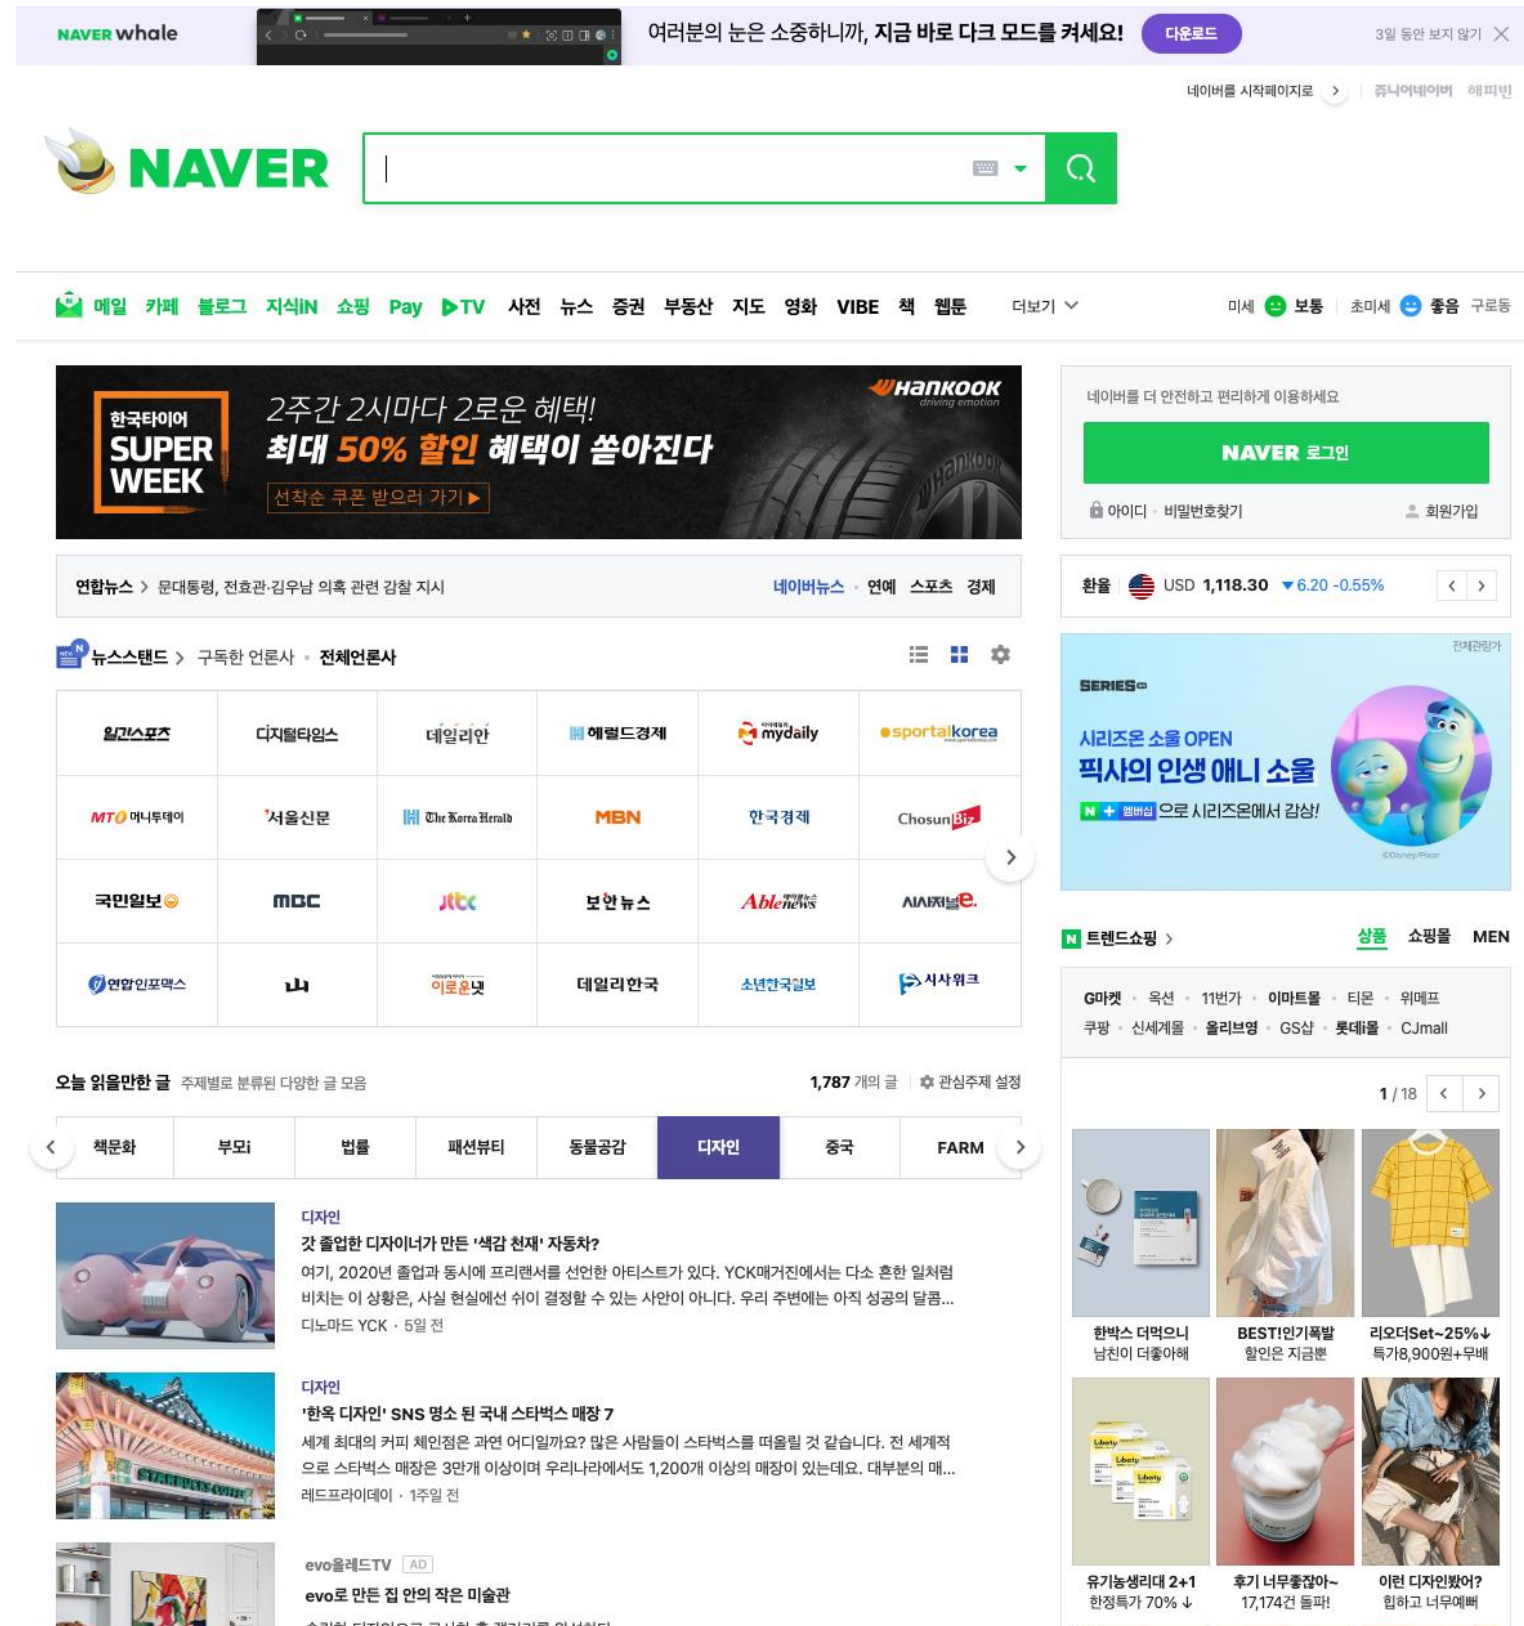 NAVER whale
여러분의 눈은 소중하니까, 지금 바로 다크 모드를 켜세요!
다운로드
3일 동안 보지 않기
네이버를 시작페이지로
쥬니어네이버 해피빈
NAVER
메일 카페 블로그 지식iN 쇼핑 Pay TV 사전 뉴스 증권 부동산 지도 영화 VIBE 책 웹툰 더보기
미세 보통 초미세 좋음 구로동
한국타이어
SUPER
WEEK
2주간 2시마다 2로운 혜택!
최대 50% 할인 혜택이 쏟아진다
선착순 쿠폰 받으러 가기
HANKOOK
driving emotion
HANKOOK
네이버를 더 안전하고 편리하게 이용하세요
NAVER 로그인
아이디 · 비밀번호찾기
회원가입
연합뉴스 > 문대통령, 전효관·김우남 의혹 관련 감찰 지시
네이버뉴스 · 연예 스포츠 경제
환율 USD 1,118.30 ▼6.20 -0.55%
뉴스스탠드 > 구독한 언론사 · 전체언론사
일간스포츠 디지털타임스 데일리안 헤럴드경제 mydaily sportalkorea
MT 머니투데이 서울신문 The Korea Herald MBN 한국경제 ChosunBiz
국민일보 MBC jtbc 보안뉴스 Ablenews 시사저널e.
연합인포맥스 이로운넷 데일리한국 소년한국일보 시사위크
전체관람가
SERIES on
시리즈온 소울 OPEN
픽사의 인생 애니 소울
N + 멤버십 으로 시리즈온에서 감상!
©Disney/Pixar
N 트렌드쇼핑 >
상품 쇼핑몰 MEN
G마켓 · 옥션 · 11번가 · 이마트몰 · 티몬 · 위메프
쿠팡 · 신세계몰 · 올리브영 · GS샵 · 롯데i몰 · CJmall
1 / 18
오늘 읽을만한 글 주제별로 분류된 다양한 글 모음
1,787 개의 글 관심주제 설정
책문화 부모i 법률 패션뷰티 동물공감 디자인 중국 FARM
디자인
갓 졸업한 디자이너가 만든 '색감 천재' 자동차?
여기, 2020년 졸업과 동시에 프리랜서를 선언한 아티스트가 있다. YCK매거진에서는 다소 흔한 일처럼
비치는 이 상황은, 사실 현실에선 쉬이 결정할 수 있는 사안이 아니다. 우리 주변에는 아직 성공의 달콤...
디노마드 YCK · 5일 전
디자인
'한옥 디자인' SNS 명소 된 국내 스타벅스 매장 7
세계 최대의 커피 체인점은 과연 어디일까요? 많은 사람들이 스타벅스를 떠올릴 것 같습니다. 전 세계적
으로 스타벅스 매장은 3만개 이상이며 우리나라에서도 1,200개 이상의 매장이 있는데요. 대부분의 매...
레드프라이데이 · 1주일 전
STARBUCKS COFFEE
evo올레드TV AD
evo로 만든 집 안의 작은 미술관
한박스 더먹으니
남친이 더좋아해
BEST!인기폭발
할인은 지금뿐
리오더Set~25%↓
특가8,900원+무배
Liberty
Liberty
Liberty
유기농생리대 2+1
한정특가 70%↓
후기 너무좋잖아~
17,174건 돌파!
이런 디자인봤어?
힙하고 너무예뻐